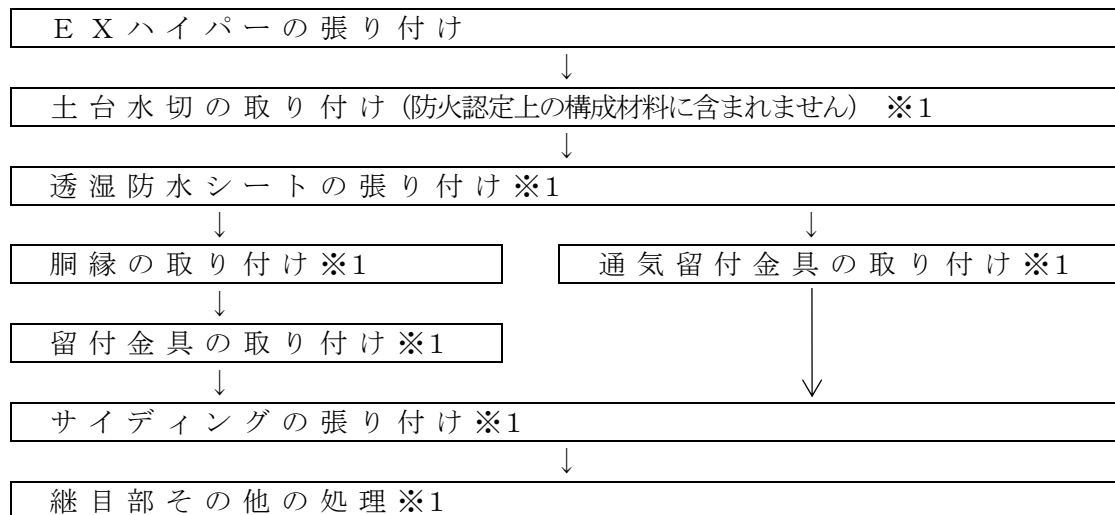 ＥＸハイパーの張り付け
↓
土台水切の取り付け(防火認定上の構成材料に含まれません) ※1
↓
透湿防水シートの張り付け※1
↓ ↓
胴縁の取り付け※1 通気留付金具の取り付け※1
↓
留付金具の取り付け※1
↓
サイディングの張り付け※1
↓
継目部その他の処理※1